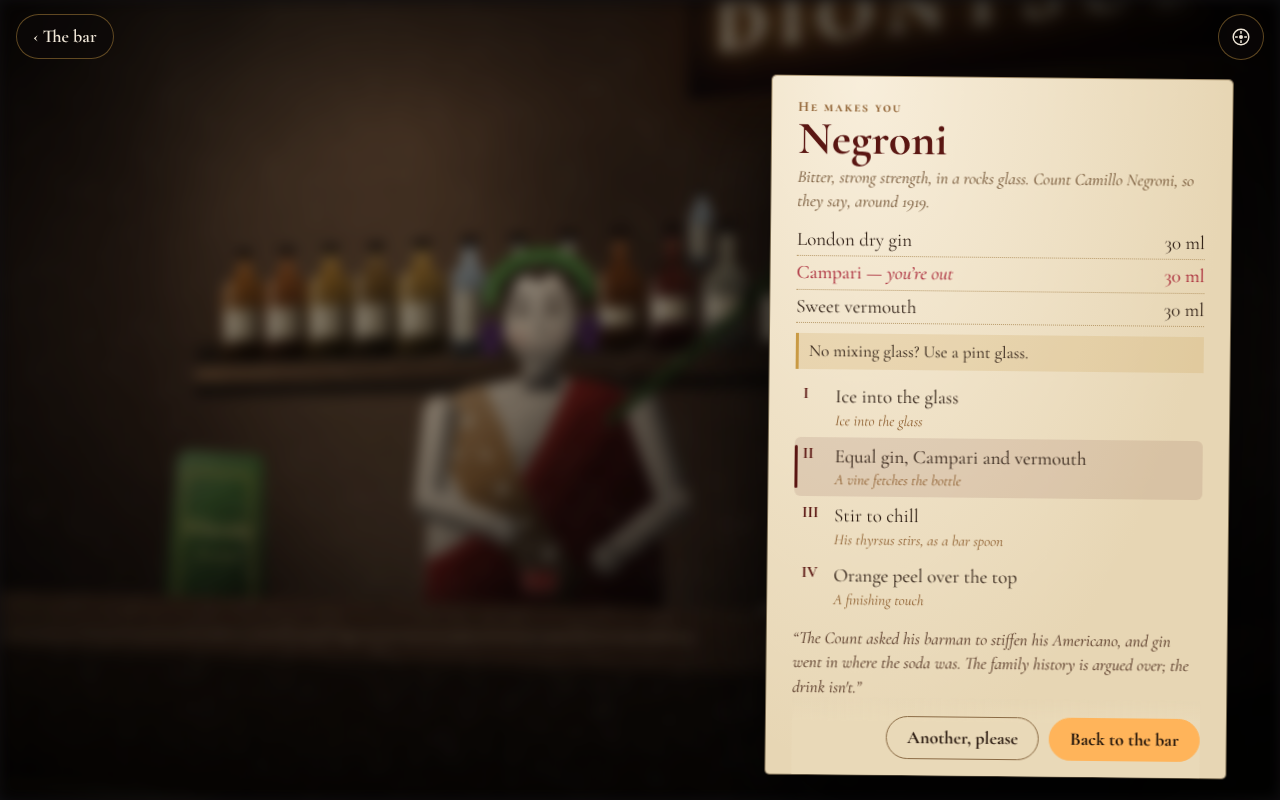 ‹ The bar
He makes you
Negroni
Bitter, strong strength, in a rocks glass. Count Camillo Negroni, so
they say, around 1919.
London dry gin 30 ml
Campari — you’re out 30 ml
Sweet vermouth 30 ml
No mixing glass? Use a pint glass.
I Ice into the glass
Ice into the glass
II Equal gin, Campari and vermouth
A vine fetches the bottle
III Stir to chill
His thyrsus stirs, as a bar spoon
IV Orange peel over the top
A finishing touch
“The Count asked his barman to stiffen his Americano, and gin
went in where the soda was. The family history is argued over; the
drink isn't.”
Another, please
Back to the bar